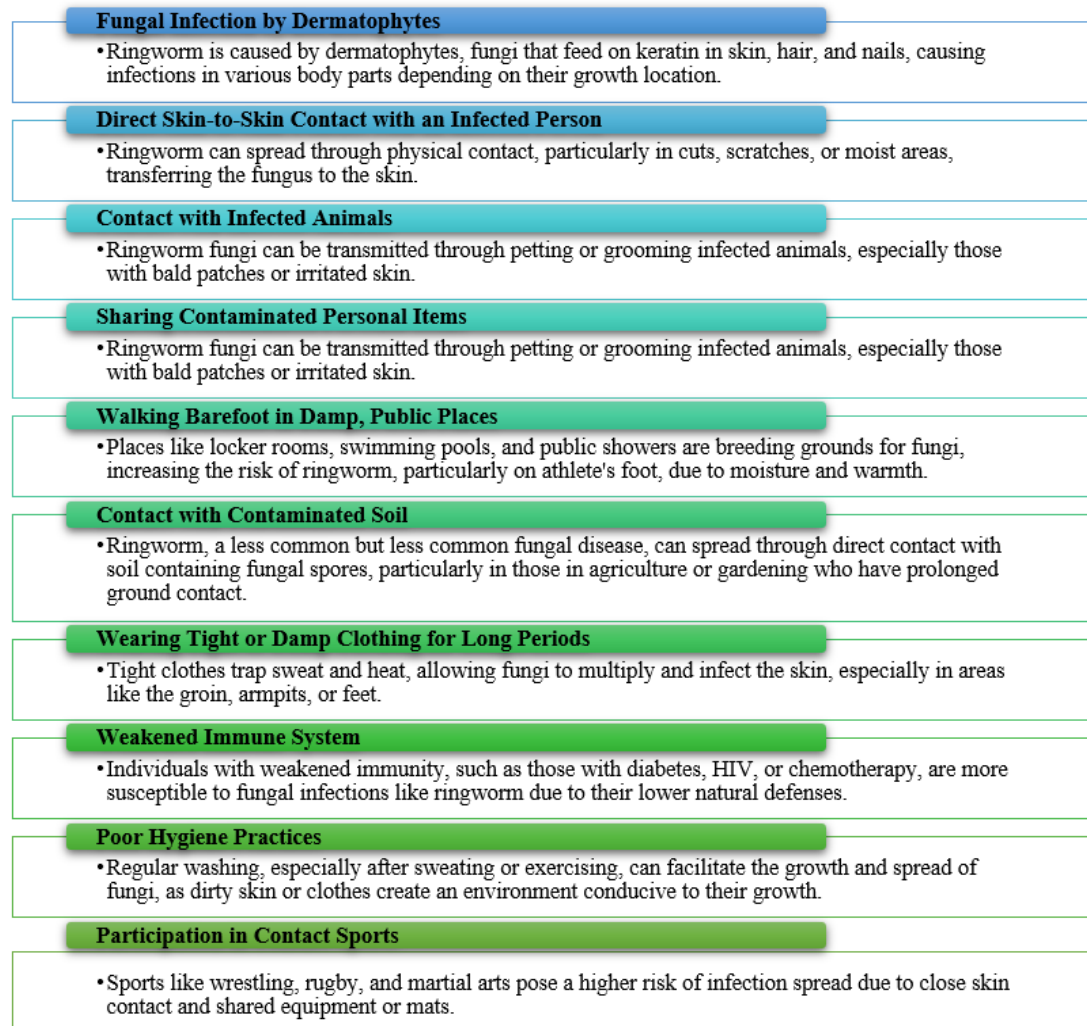 Fungal Infection by Dermatophytes
•Ringworm is caused by dermatophytes, fungi that feed on keratin in skin, hair, and nails, causing
infections in various body parts depending on their growth location.
Direct Skin-to-Skin Contact with an Infected Person
•Ringworm can spread through physical contact, particularly in cuts, scratches, or moist areas,
transferring the fungus to the skin.
Contact with Infected Animals
•Ringworm fungi can be transmitted through petting or grooming infected animals, especially those
with bald patches or irritated skin.
Sharing Contaminated Personal Items
•Ringworm fungi can be transmitted through petting or grooming infected animals, especially those
with bald patches or irritated skin.
Walking Barefoot in Damp, Public Places
•Places like locker rooms, swimming pools, and public showers are breeding grounds for fungi,
increasing the risk of ringworm, particularly on athlete's foot, due to moisture and warmth.
Contact with Contaminated Soil
•Ringworm, a less common but less common fungal disease, can spread through direct contact with
soil containing fungal spores, particularly in those in agriculture or gardening who have prolonged
ground contact.
Wearing Tight or Damp Clothing for Long Periods
•Tight clothes trap sweat and heat, allowing fungi to multiply and infect the skin, especially in areas
like the groin, armpits, or feet.
Weakened Immune System
•Individuals with weakened immunity, such as those with diabetes, HIV, or chemotherapy, are more
susceptible to fungal infections like ringworm due to their lower natural defenses.
Poor Hygiene Practices
•Regular washing, especially after sweating or exercising, can facilitate the growth and spread of
fungi, as dirty skin or clothes create an environment conducive to their growth.
Participation in Contact Sports
•Sports like wrestling, rugby, and martial arts pose a higher risk of infection spread due to close skin
contact and shared equipment or mats.